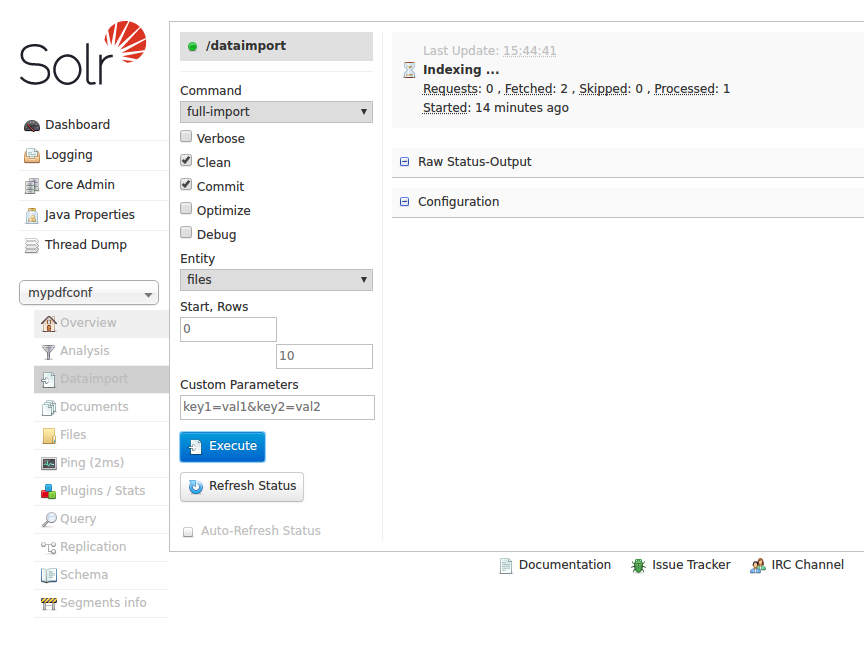 Solr
Dashboard
Logging
Core Admin
Java Properties
Thread Dump
mypdfconf
Overview
Analysis
Dataimport
Documents
Files
Ping (2ms)
Plugins / Stats
Query
Replication
Schema
Segments info
/dataimport
Command
full-import
Verbose
Clean
Commit
Optimize
Debug
Entity
files
Start, Rows
0
10
Custom Parameters
key1=val1&key2=val2
Execute
Refresh Status
Auto-Refresh Status
Last Update: 15:44:41
Indexing ...
Requests: 0 , Fetched: 2 , Skipped: 0 , Processed: 1
Started: 14 minutes ago
Raw Status-Output
Configuration
Documentation Issue Tracker IRC Channel